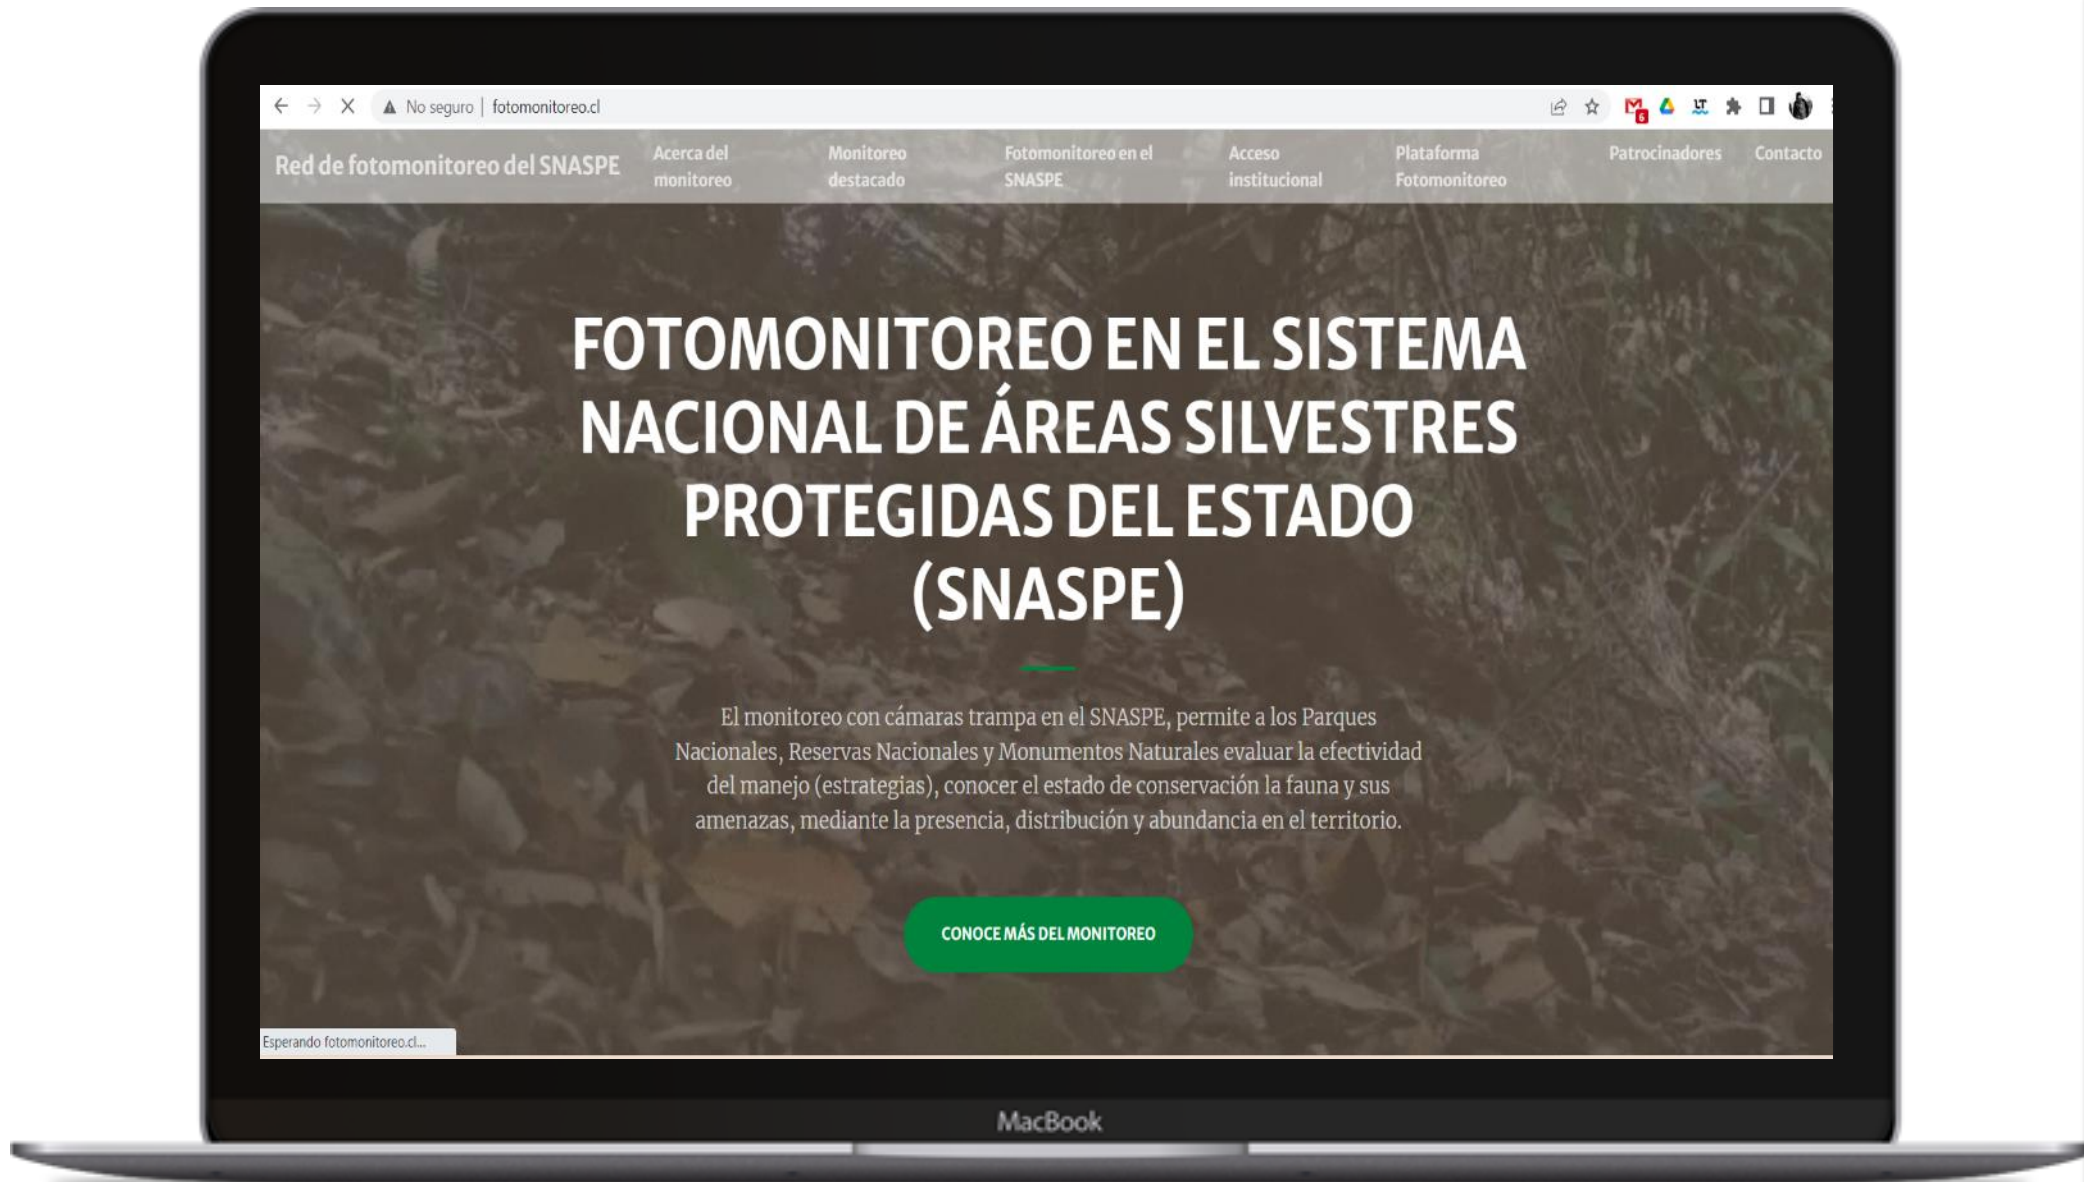 No seguro | fotomonitoreo.cl
6
LT
Red de fotomonitoreo del SNASPE
Acerca del
monitoreo
Monitoreo
destacado
Fotomonitoreo en el
SNASPE
Acceso
institucional
Plataforma
Fotomonitoreo
Patrocinadores
Contacto
FOTOMONITOREO EN EL SISTEMA
NACIONAL DE ÁREAS SILVESTRES
PROTEGIDAS DEL ESTADO
(SNASPE)
El monitoreo con cámaras trampa en el SNASPE, permite a los Parques
Nacionales, Reservas Nacionales y Monumentos Naturales evaluar la efectividad
del manejo (estrategias), conocer el estado de conservación la fauna y sus
amenazas, mediante la presencia, distribución y abundancia en el territorio.
CONOCE MÁS DEL MONITOREO
Esperando fotomonitoreo.cl...
MacBook